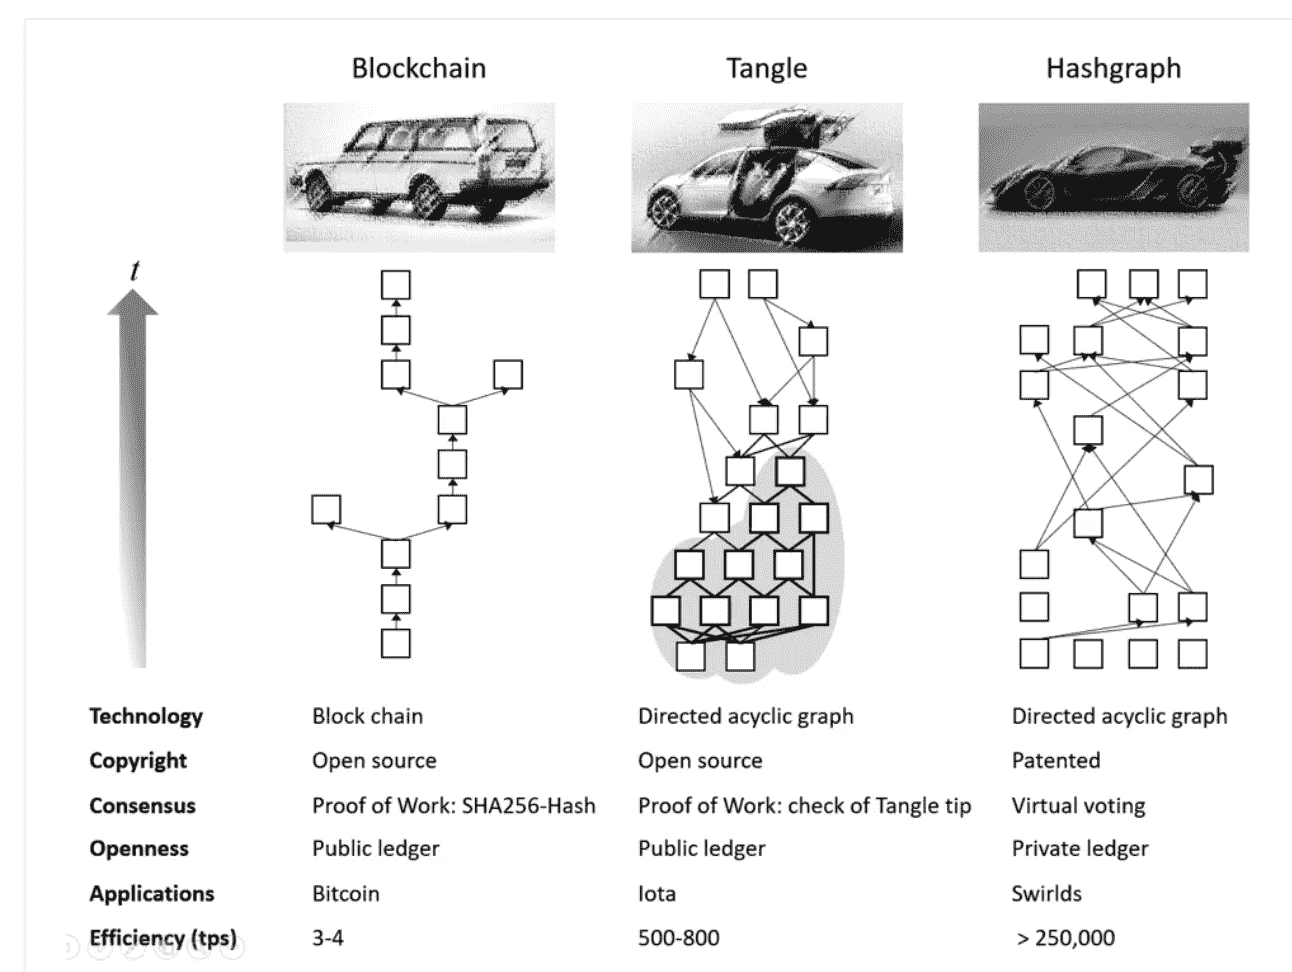 Blockchain Tangle Hashgraph
t
Technology Block chain Directed acyclic graph Directed acyclic graph
Copyright Open source Open source Patented
Consensus Proof of Work: SHA256-Hash Proof of Work: check of Tangle tip Virtual voting
Openness Public ledger Public ledger Private ledger
Applications Bitcoin Iota Swirlds
Efficiency (tps) 3-4 500-800 > 250,000